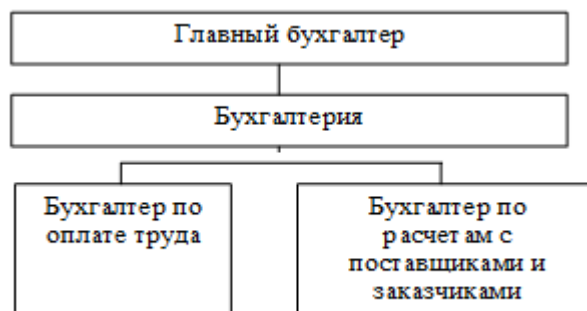 Главный бухгалтер
Бухгалтерия
Бухгалтер по
оплате труда
Бухгалтер по
расчетам с
поставщиками и
заказчиками